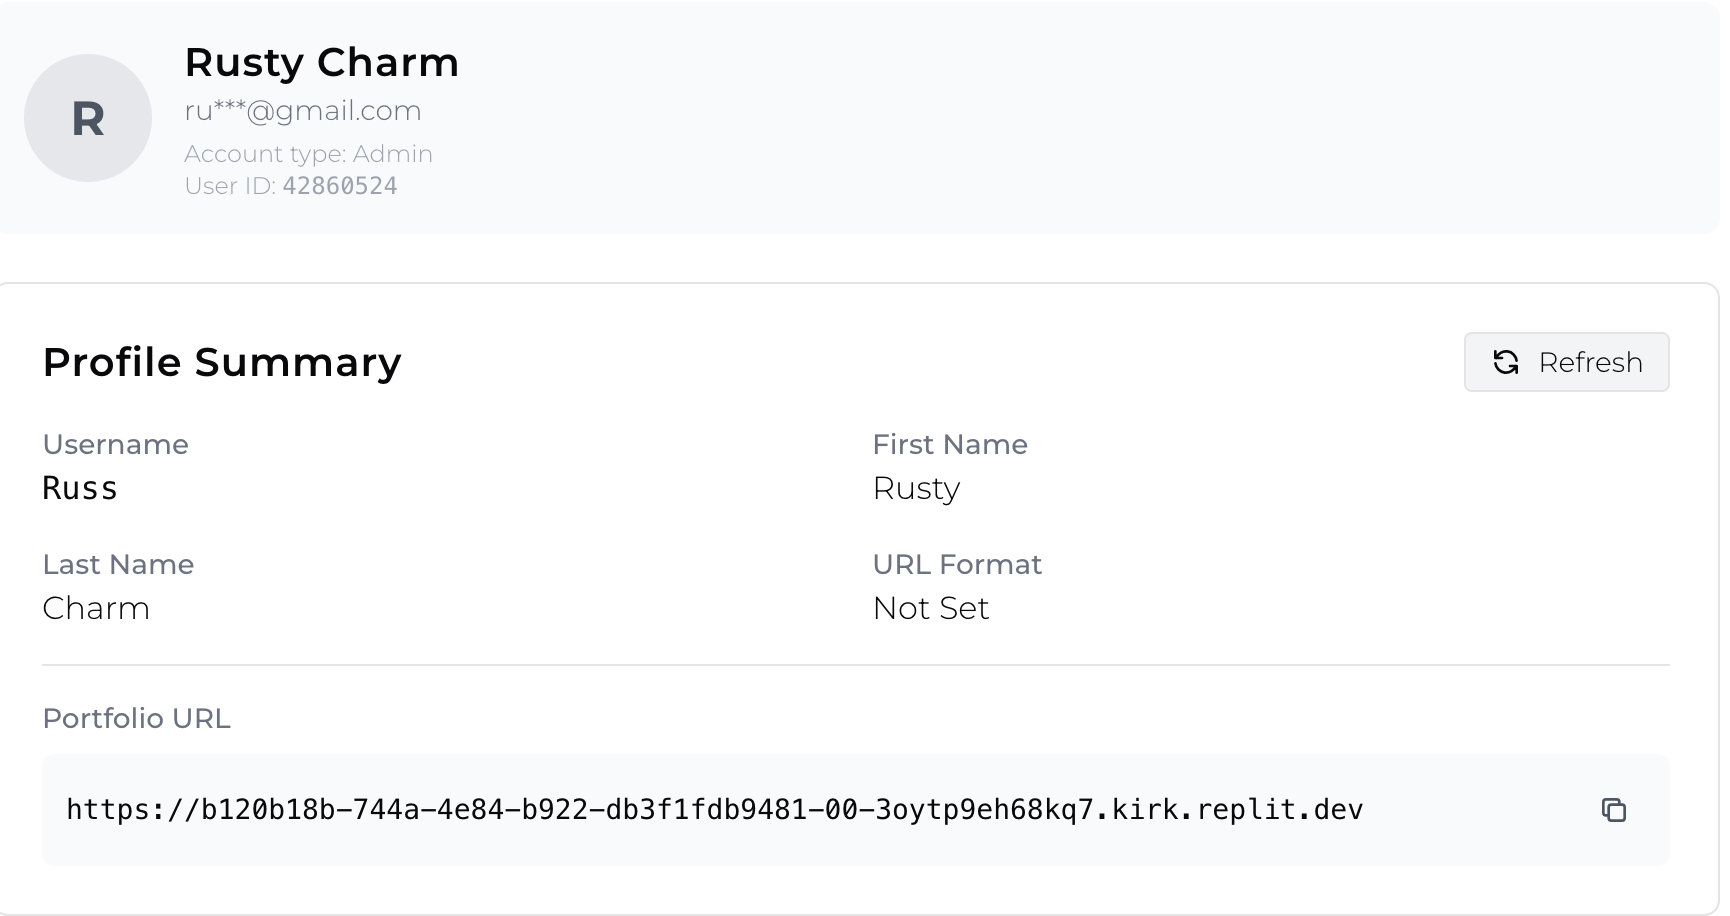 R
Rusty Charm
ru***@gmail.com
Account type: Admin
User ID: 42860524
Profile Summary
Refresh
Username
Russ
First Name
Rusty
Last Name
Charm
URL Format
Not Set
Portfolio URL
https://b120b18b-744a-4e84-b922-db3f1fdb9481-00-3oytp9eh68kq7.kirk.replit.dev